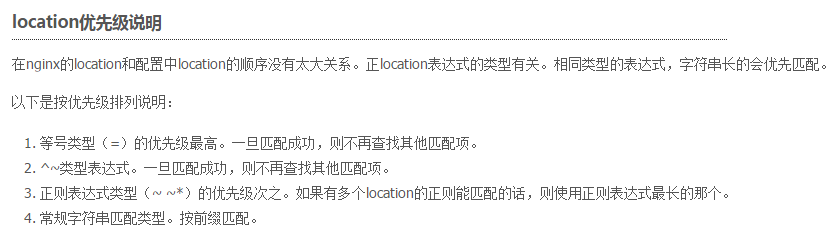 location优先级说明
在nginx的location和配置中location的顺序没有太大关系。正location表达式的类型有关。相同类型的表达式，字符串长的会优先匹配。
以下是按优先级排列说明：
1. 等号类型（=）的优先级最高。一旦匹配成功，则不再查找其他匹配项。
2. ^~类型表达式。一旦匹配成功，则不再查找其他匹配项。
3. 正则表达式类型（~ ~*）的优先级次之。如果有多个location的正则能匹配的话，则使用正则表达式最长的那个。
4. 常规字符串匹配类型。按前缀匹配。